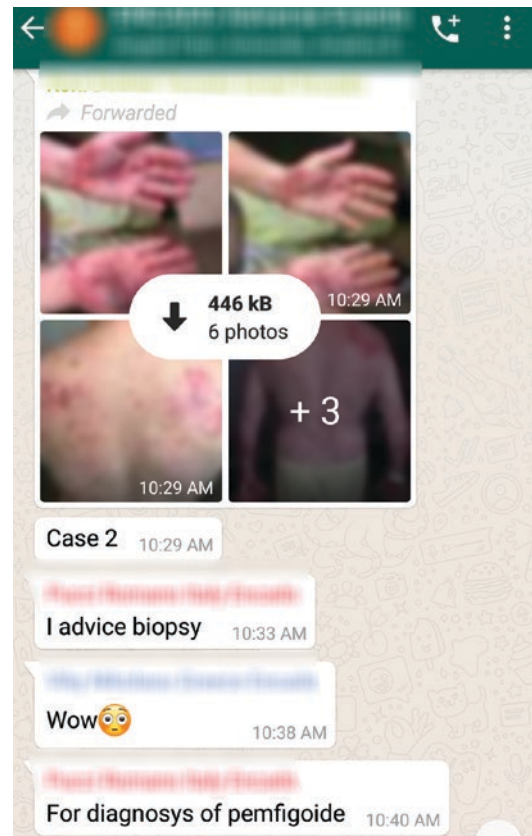 Forwarded
446 kB
6 photos
10:29 AM
+ 3
10:29 AM
Case 2 10:29 AM
I advice biopsy 10:33 AM
Wow😳 10:38 AM
For diagnosys of pemfigoide 10:40 AM